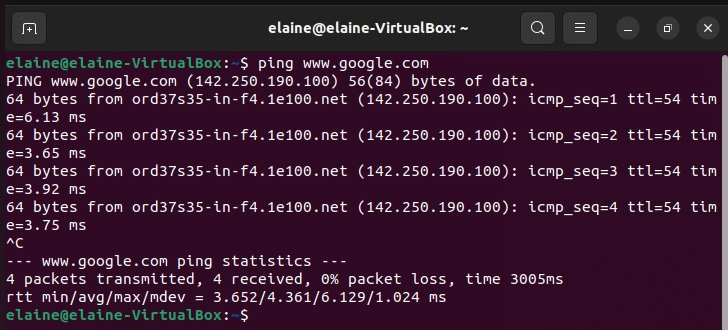 elaine@elaine-VirtualBox: ~
elaine@elaine-VirtualBox:~$ ping www.google.com
PING www.google.com (142.250.190.100) 56(84) bytes of data.
64 bytes from ord37s35-in-f4.1e100.net (142.250.190.100): icmp_seq=1 ttl=54 tim
e=6.13 ms
64 bytes from ord37s35-in-f4.1e100.net (142.250.190.100): icmp_seq=2 ttl=54 tim
e=3.65 ms
64 bytes from ord37s35-in-f4.1e100.net (142.250.190.100): icmp_seq=3 ttl=54 tim
e=3.92 ms
64 bytes from ord37s35-in-f4.1e100.net (142.250.190.100): icmp_seq=4 ttl=54 tim
e=3.75 ms
^C
--- www.google.com ping statistics ---
4 packets transmitted, 4 received, 0% packet loss, time 3005ms
rtt min/avg/max/mdev = 3.652/4.361/6.129/1.024 ms
elaine@elaine-VirtualBox:~$